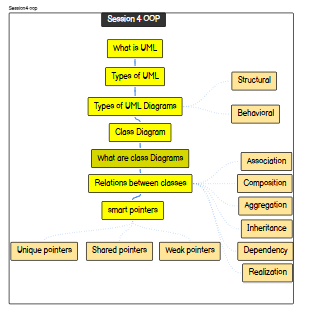 Session4 oop
Session 4 OOP
What is UML
Types of UML
Types of UML Diagrams
Structural
Behavioral
Class Diagram
What are class Diagrams
Relations between classes
Association
Composition
Aggregation
Inheritance
Dependency
Realization
smart pointers
Unique pointers
Shared pointers
Weak pointers